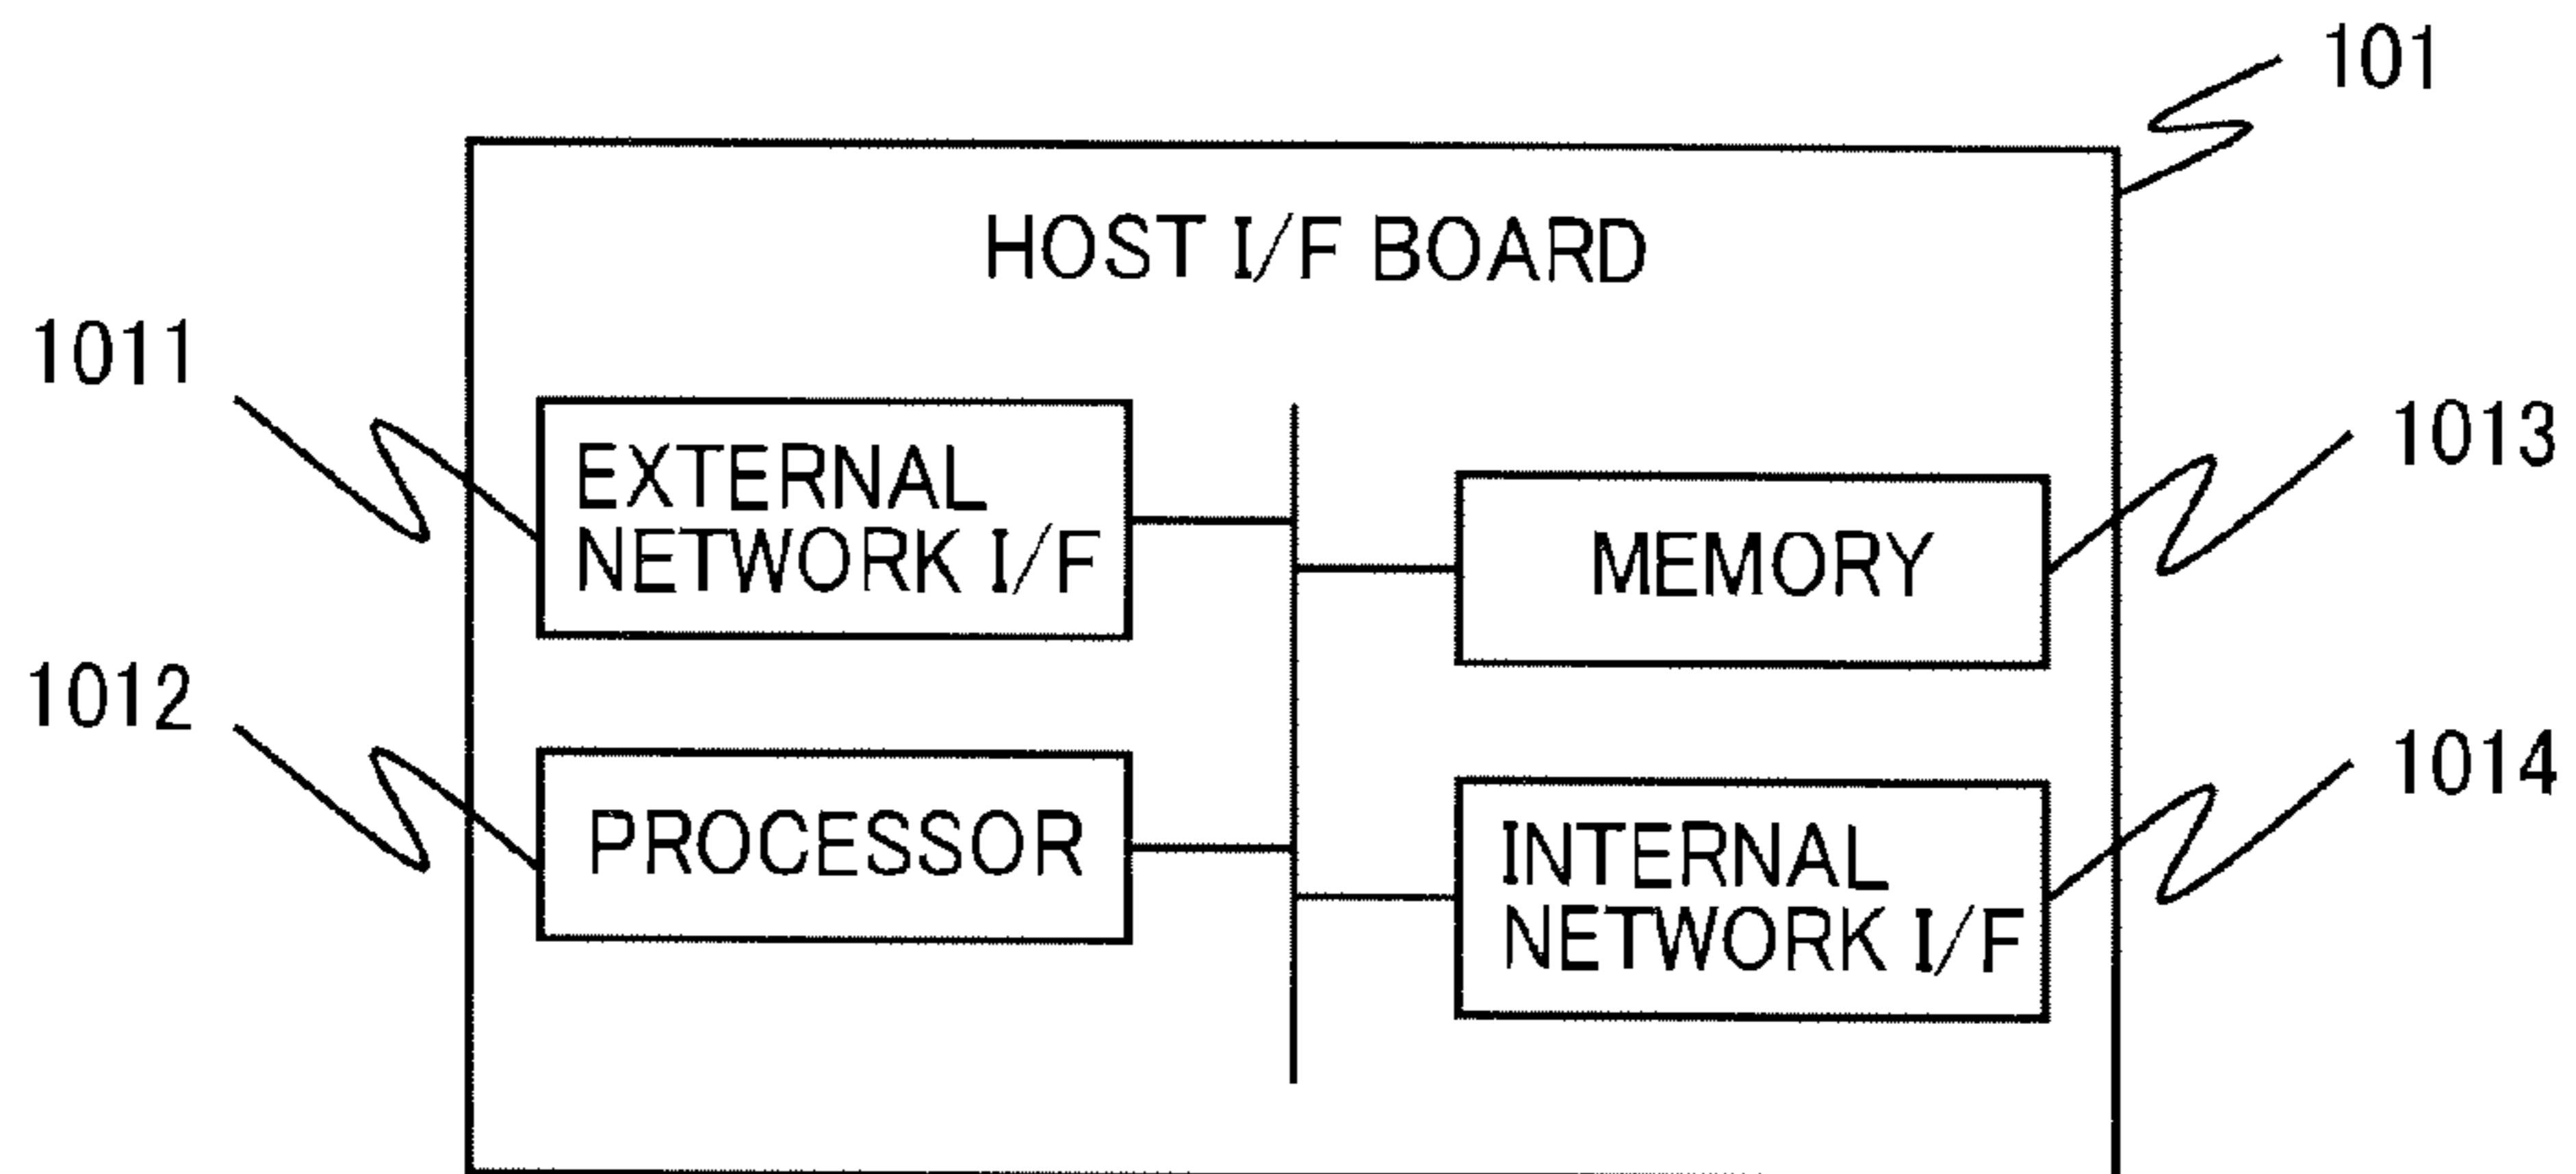 101
HOST I/F BOARD
1011
EXTERNAL
NETWORK I/F
1013
MEMORY
1012
PROCESSOR
1014
INTERNAL
NETWORK I/F